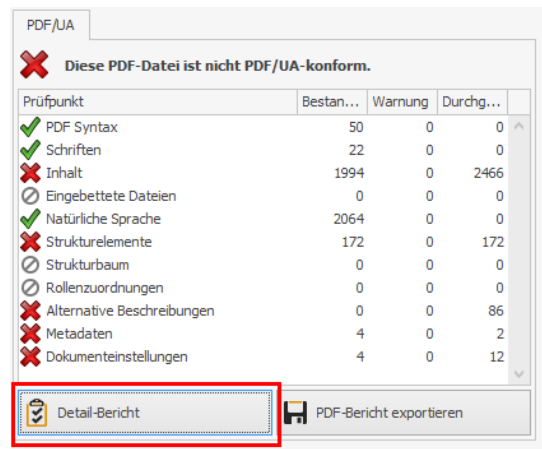 PDF/UA
Diese PDF-Datei ist nicht PDF/UA-konform.
Prüfpunkt Bestan... Warnung Durchg...
PDF Syntax 50 0 0
Schriften 22 0 0
Inhalt 1994 0 2466
Eingebettete Dateien 0 0 0
Natürliche Sprache 2064 0 0
Strukturelemente 172 0 172
Strukturbaum 0 0 0
Rollenzuordnungen 0 0 0
Alternative Beschreibungen 0 0 86
Metadaten 4 0 2
Dokumenteinstellungen 4 0 12
Detail-Bericht PDF-Bericht exportieren